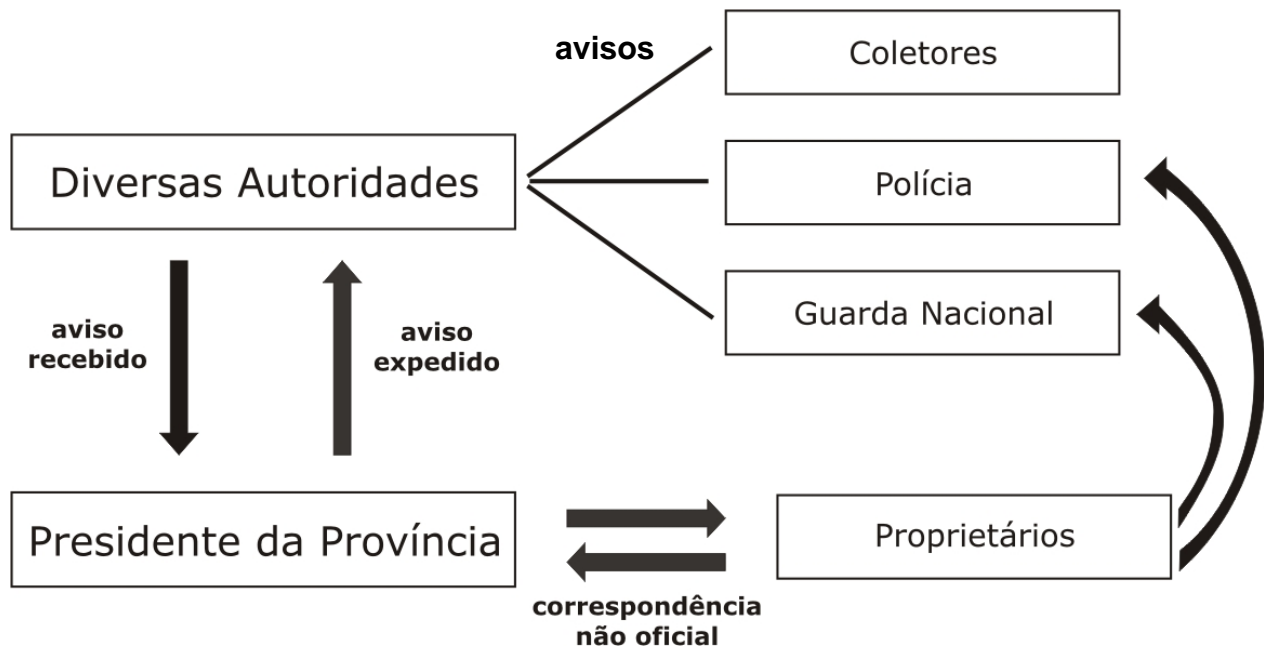 avisos
Coletores
Diversas Autoridades
Polícia
Guarda Nacional
aviso
recebido
aviso
expedido
Presidente da Província
Proprietários
correspondência
não oficial